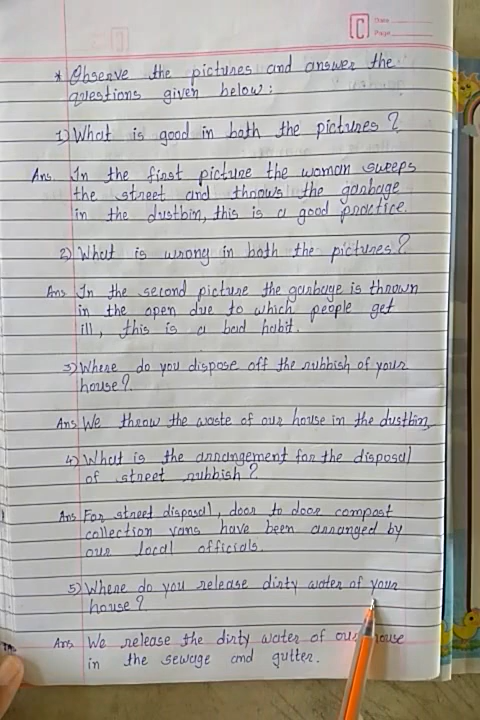 C
Date
Page
* Observe the pictures and answer the
questions given below:
1) What is good in both the pictures?
Ans. In the first picture the woman sweeps
the street and throws the garbage
in the dustbin, this is a good practice.
2) What is wrong in both the pictures?
Ans In the second picture the garbage is thrown
in the open due to which people get
ill, this is a bad habit.
3) Where do you dispose off the rubbish of your
house?
Ans We throw the waste of our house in the dustbin.
4) What is the arrangement for the disposal
of street rubbish?
Ans For street disposal, door to door compost
collection vans have been arranged by
our local officials.
5) Where do you release dirty water of your
house?
Ans We release the dirty water of our house
in the sewage and gutter.